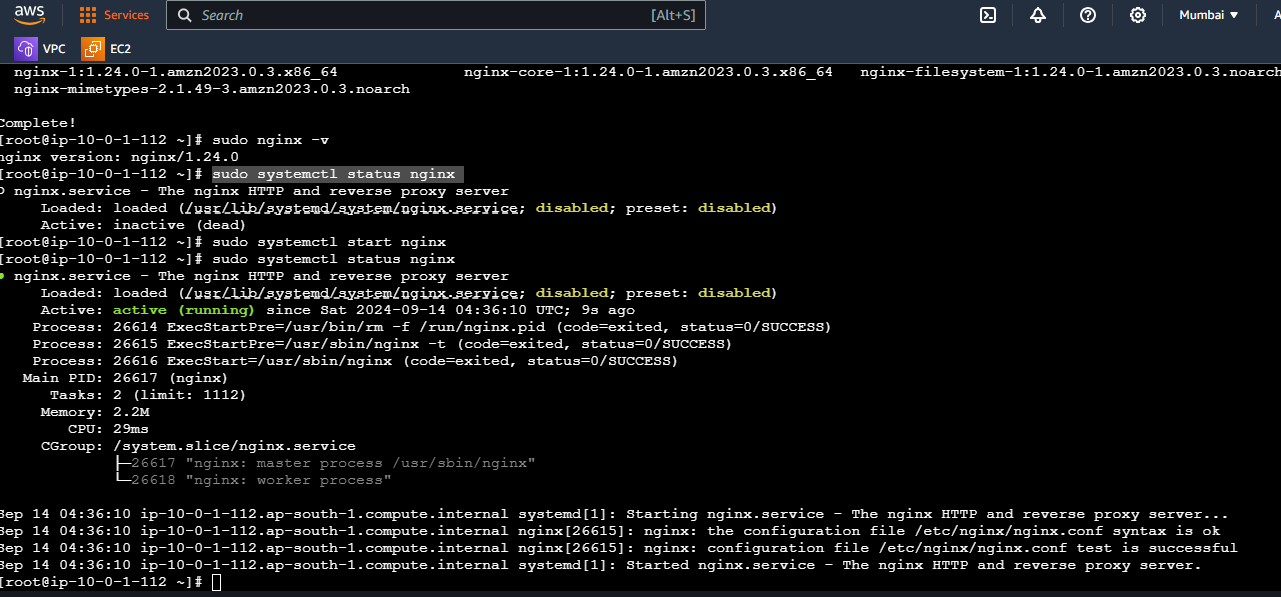 aws Services Search [Alt+S] Mumbai A
VPC EC2
nginx-1:1.24.0-1.amzn2023.0.3.x86_64 nginx-core-1:1.24.0-1.amzn2023.0.3.x86_64 nginx-filesystem-1:1.24.0-1.amzn2023.0.3.noarch
nginx-mimetypes-2.1.49-3.amzn2023.0.3.noarch
Complete!
[root@ip-10-0-1-112 ~]# sudo nginx -v
nginx version: nginx/1.24.0
[root@ip-10-0-1-112 ~]# sudo systemctl status nginx
○ nginx.service - The nginx HTTP and reverse proxy server
Loaded: loaded (/usr/lib/systemd/system/nginx.service; disabled; preset: disabled)
Active: inactive (dead)
[root@ip-10-0-1-112 ~]# sudo systemctl start nginx
[root@ip-10-0-1-112 ~]# sudo systemctl status nginx
● nginx.service - The nginx HTTP and reverse proxy server
Loaded: loaded (/usr/lib/systemd/system/nginx.service; disabled; preset: disabled)
Active: active (running) since Sat 2024-09-14 04:36:10 UTC; 9s ago
Process: 26614 ExecStartPre=/usr/bin/rm -f /run/nginx.pid (code=exited, status=0/SUCCESS)
Process: 26615 ExecStartPre=/usr/sbin/nginx -t (code=exited, status=0/SUCCESS)
Process: 26616 ExecStart=/usr/sbin/nginx (code=exited, status=0/SUCCESS)
Main PID: 26617 (nginx)
Tasks: 2 (limit: 1112)
Memory: 2.2M
CPU: 29ms
CGroup: /system.slice/nginx.service
├─26617 "nginx: master process /usr/sbin/nginx"
└─26618 "nginx: worker process"
Sep 14 04:36:10 ip-10-0-1-112.ap-south-1.compute.internal systemd[1]: Starting nginx.service - The nginx HTTP and reverse proxy server...
Sep 14 04:36:10 ip-10-0-1-112.ap-south-1.compute.internal nginx[26615]: nginx: the configuration file /etc/nginx/nginx.conf syntax is ok
Sep 14 04:36:10 ip-10-0-1-112.ap-south-1.compute.internal nginx[26615]: nginx: configuration file /etc/nginx/nginx.conf test is successful
Sep 14 04:36:10 ip-10-0-1-112.ap-south-1.compute.internal systemd[1]: Started nginx.service - The nginx HTTP and reverse proxy server.
[root@ip-10-0-1-112 ~]#